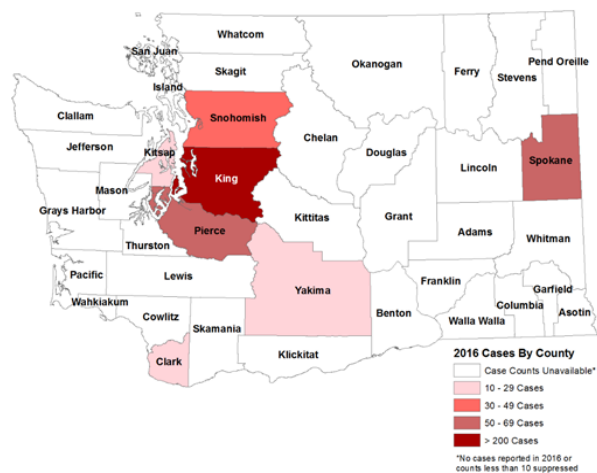 Whatcom
San Juan
Okanogan
Ferry
Pend Oreille
Stevens
Skagit
Island
Clallam
Snohomish
Chelan
Jefferson
Douglas
Kitsap
Spokane
Lincoln
King
Mason
Grays Harbor
Kittitas
Grant
Pierce
Adams
Whitman
Thurston
Pacific
Lewis
Yakima
Franklin
Garfield
Wahkiakum
Columbia
Asotin
Cowlitz
Benton
Walla Walla
Skamania
Klickitat
Clark
2016 Cases By County
Case Counts Unavailable*
10 - 29 Cases
30 - 49 Cases
50 - 69 Cases
> 200 Cases
*No cases reported in 2016 or
counts less than 10 suppressed